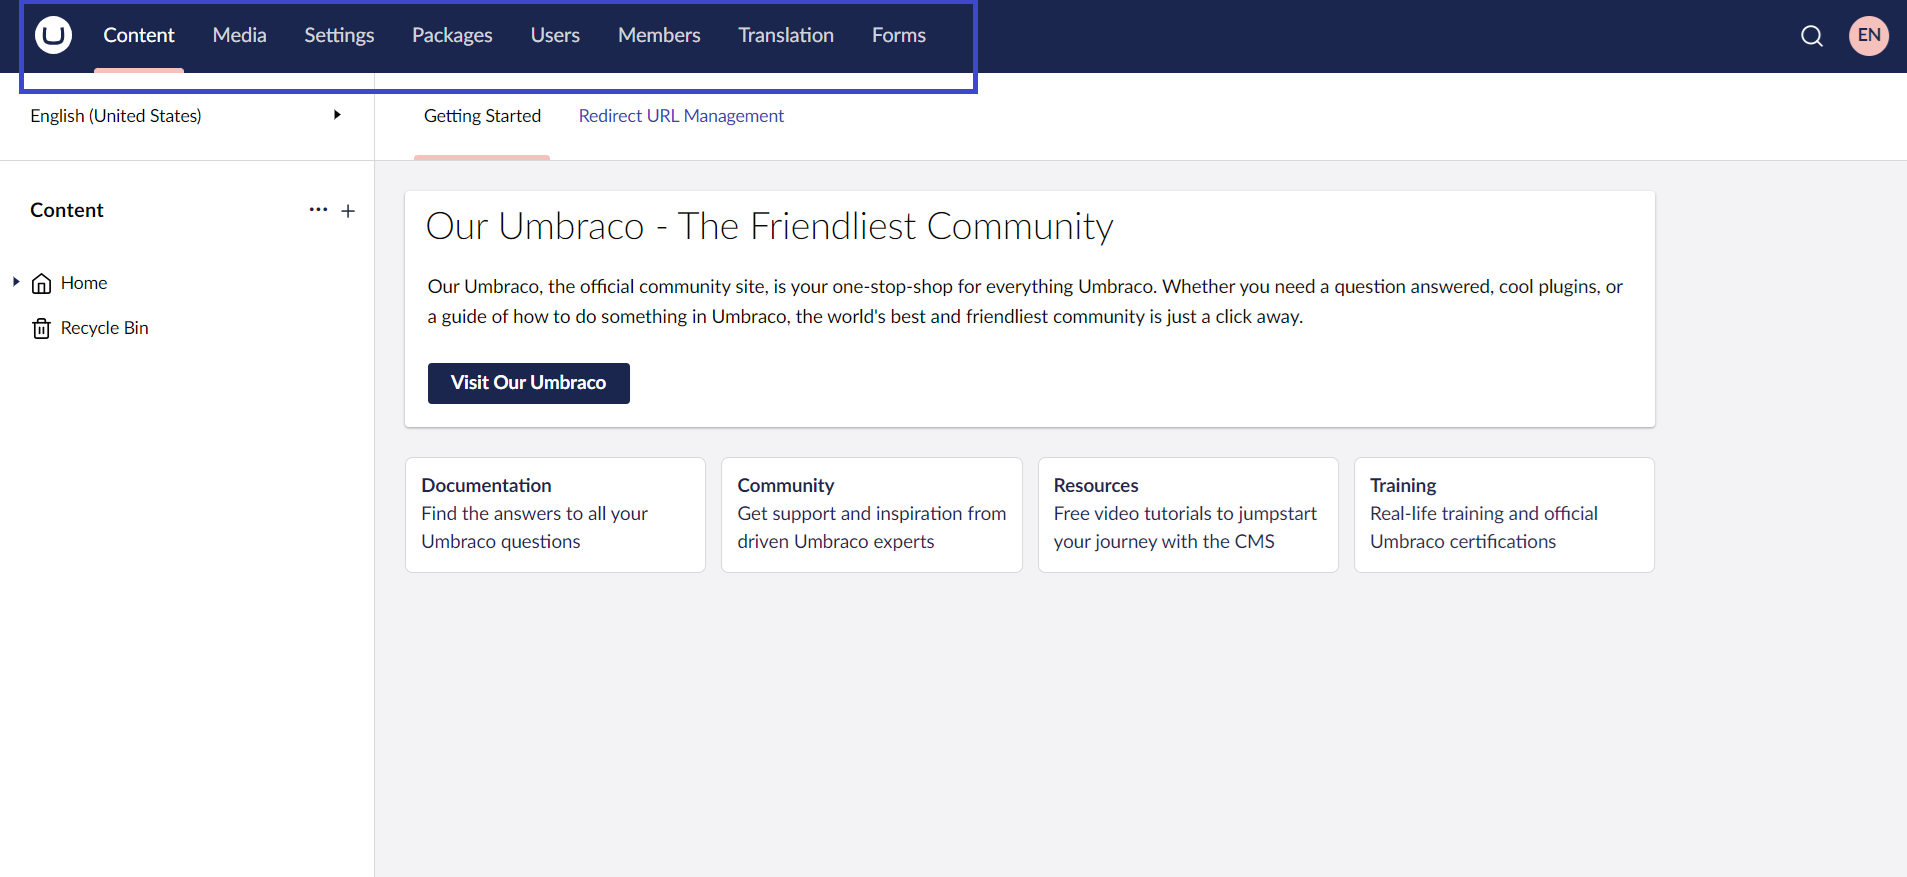 Content Media Settings Packages Users Members Translation Forms
EN
English (United States)
Getting Started Redirect URL Management
Content
Home
Recycle Bin
Our Umbraco - The Friendliest Community
Our Umbraco, the official community site, is your one-stop-shop for everything Umbraco. Whether you need a question answered, cool plugins, or
a guide of how to do something in Umbraco, the world's best and friendliest community is just a click away.
Visit Our Umbraco
Documentation
Find the answers to all your
Umbraco questions
Community
Get support and inspiration from
driven Umbraco experts
Resources
Free video tutorials to jumpstart
your journey with the CMS
Training
Real-life training and official
Umbraco certifications